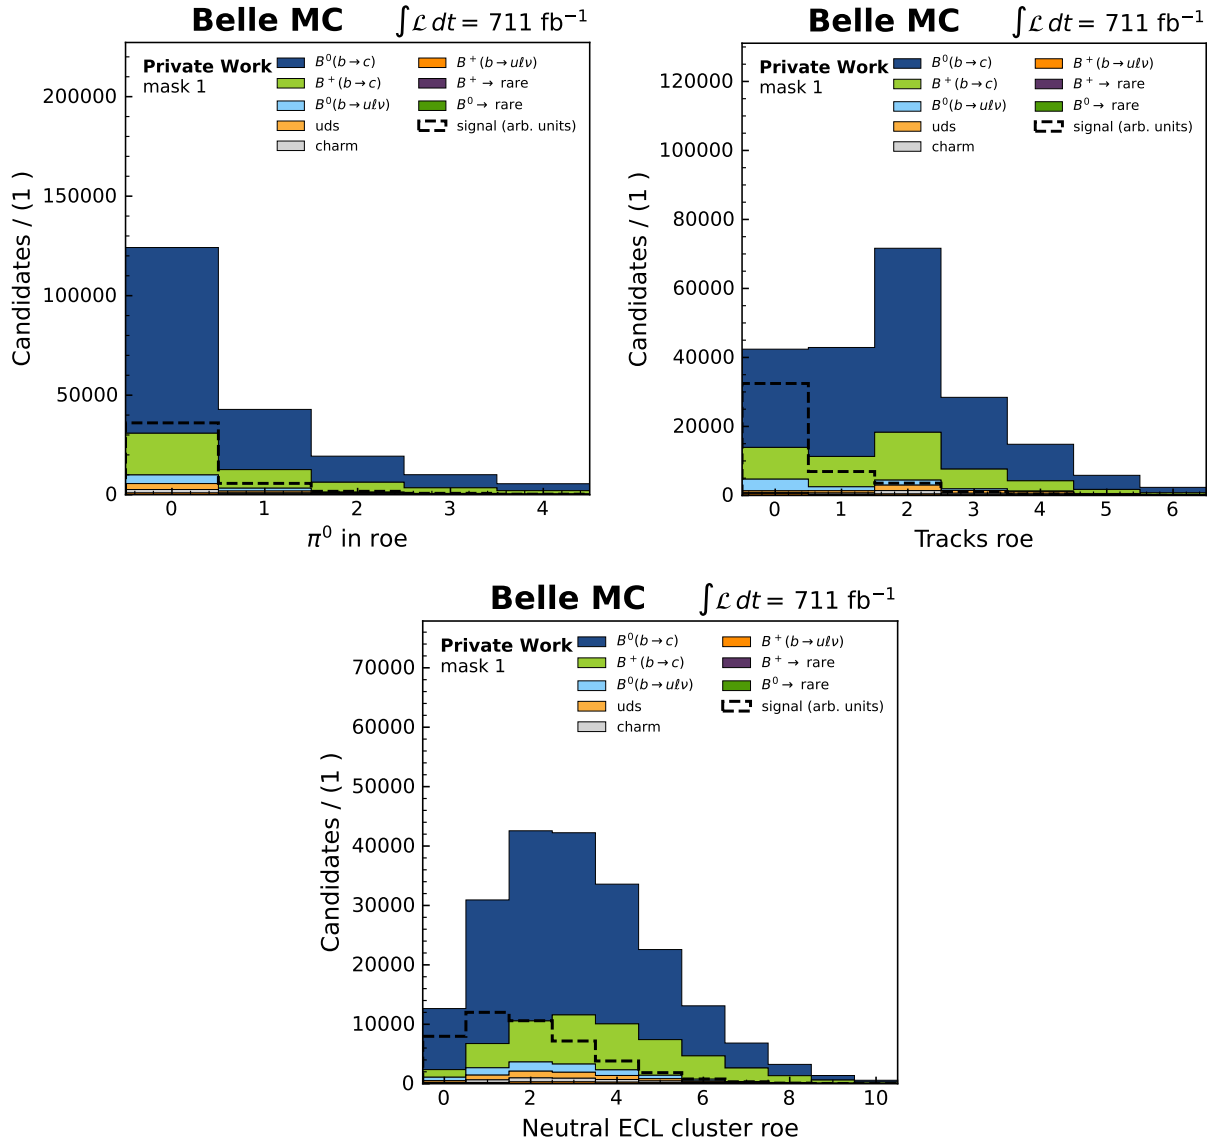 Belle MC ∫ℒ dt = 711 fb⁻¹
Private Work
mask 1
B⁰(b→c)
B⁺(b→c)
B⁰(b→uℓν)
uds
charm
B⁺(b→uℓν)
B⁺→ rare
B⁰→ rare
signal (arb. units)
Candidates / (1 )
200000
150000
100000
50000
0
0 1 2 3 4
π⁰ in roe
Belle MC ∫ℒ dt = 711 fb⁻¹
Private Work
mask 1
B⁰(b→c)
B⁺(b→c)
B⁰(b→uℓν)
uds
charm
B⁺(b→uℓν)
B⁺→ rare
B⁰→ rare
signal (arb. units)
Candidates / (1 )
120000
100000
80000
60000
40000
20000
0
0 1 2 3 4 5 6
Tracks roe
Belle MC ∫ℒ dt = 711 fb⁻¹
Private Work
mask 1
B⁰(b→c)
B⁺(b→c)
B⁰(b→uℓν)
uds
charm
B⁺(b→uℓν)
B⁺→ rare
B⁰→ rare
signal (arb. units)
Candidates / (1 )
70000
60000
50000
40000
30000
20000
10000
0
0 2 4 6 8 10
Neutral ECL cluster roe